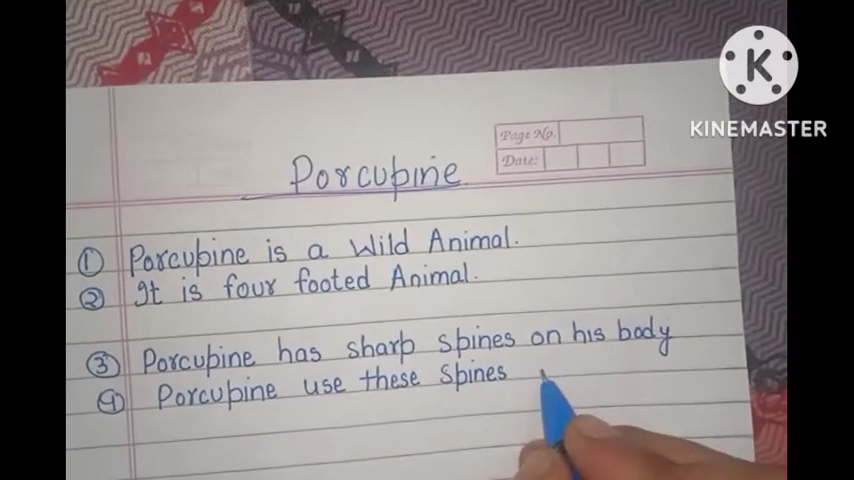 K
KINEMASTER
Page No.
Date:
Porcupine
① Porcupine is a Wild Animal.
② It is four footed Animal.
③ Porcupine has sharp spines on his body
④ Porcupine use these Spines